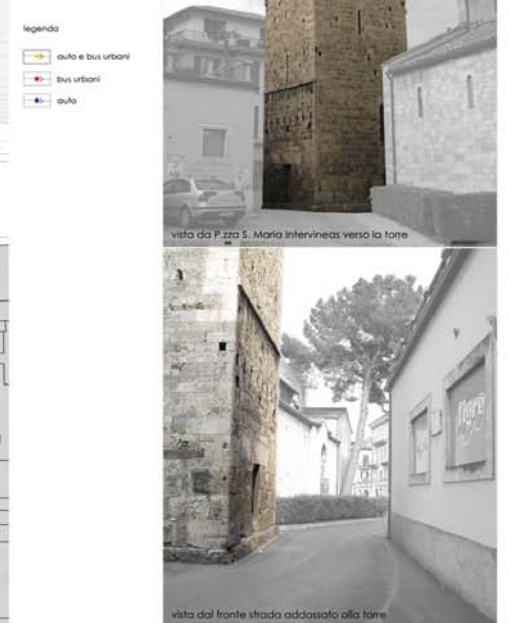 legenda
auto e bus urbani
bus urbani
auto
vista da P.zza S. Maria Intervineas verso la torre
vista dal fronte strada addossato alla torre